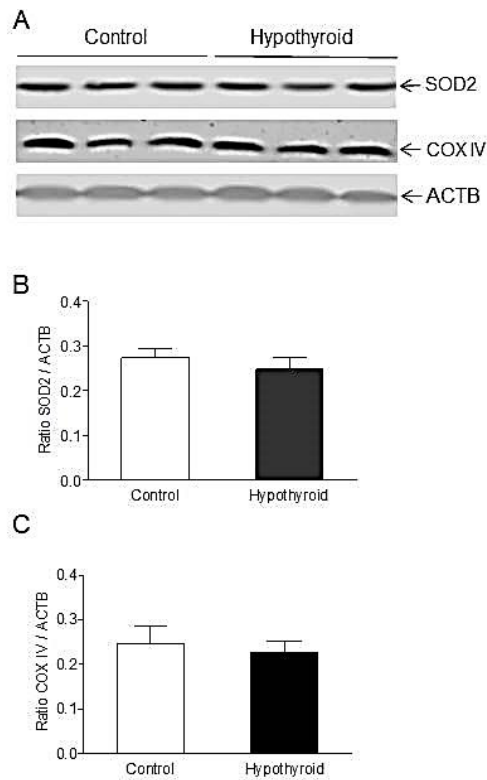 A
Control Hypothyroid
SOD2
COX IV
ACTB
B
Ratio SOD2 / ACTB
0.4
0.3
0.2
0.1
0.0
Control Hypothyroid
C
Ratio COX IV / ACTB
0.4
0.3
0.2
0.1
0.0
Control Hypothyroid